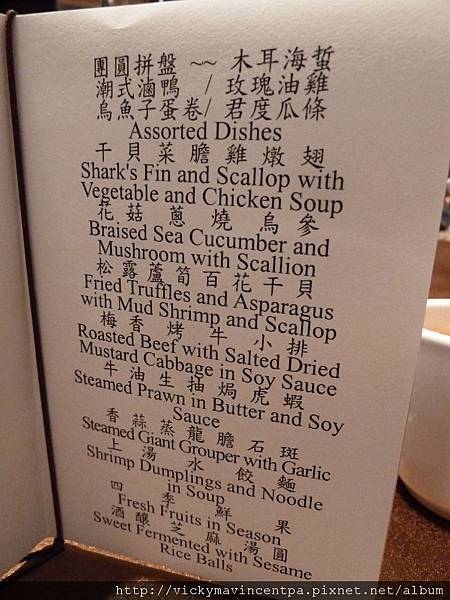 團圓拼盤 ~~ 木耳海蜇
潮式滷鴨 / 玫瑰油雞
烏魚子蛋卷/ 君度瓜條
Assorted Dishes
干貝菜膽雞燉翅
Shark's Fin and Scallop with
Vegetable and Chicken Soup
花菇蔥燒烏參
Braised Sea Cucumber and
Mushroom with Scallion
松露蘆筍百花干貝
Fried Truffles and Asparagus
with Mud Shrimp and Scallop
梅香烤牛小排
Roasted Beef with Salted Dried
Mustard Cabbage in Soy Sauce
牛油生抽焗虎蝦
Steamed Prawn in Butter and Soy
Sauce
香蒜蒸龍膽石斑
Steamed Giant Grouper with Garlic
上湯水餃麵
Shrimp Dumplings and Noodle
in Soup
四季鮮果
Fresh Fruits in Season
酒釀芝麻湯圓
Sweet Fermented with Sesame
Rice Balls
http://vickymavincentpa.pixnet.net/album